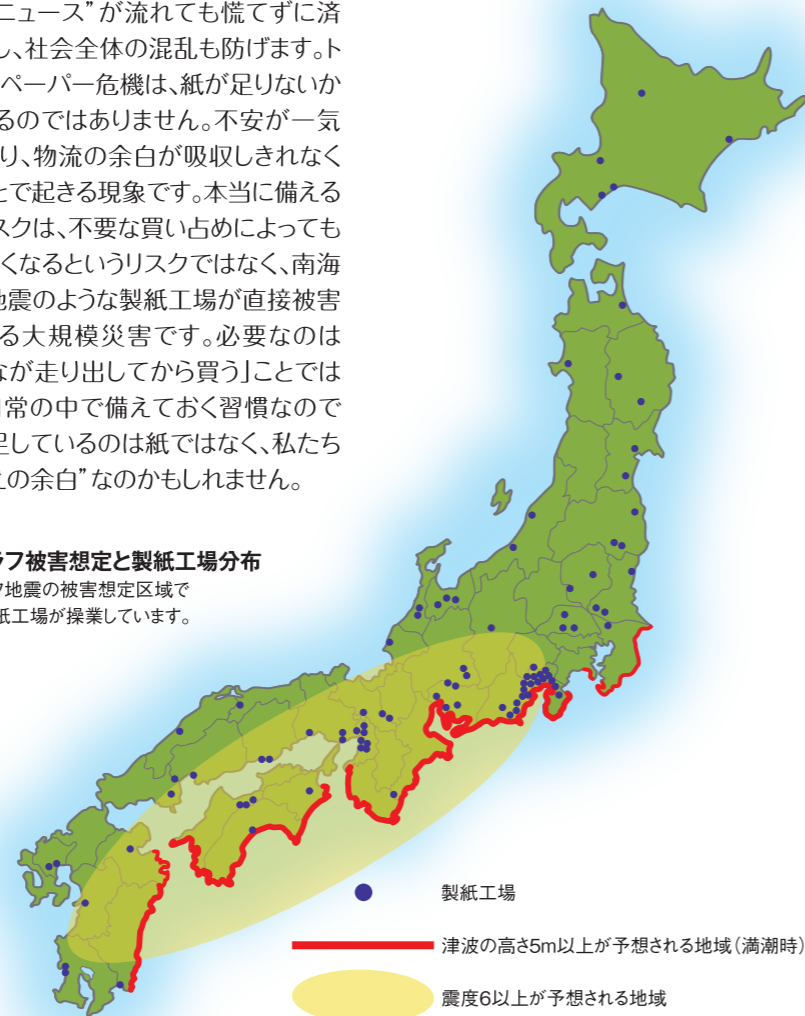 ニュース”が流れても慌てずに済
し、社会全体の混乱も防げます。ト
ペーパー危機は、紙が足りないか
るのではありません。不安が一気
り、物流の余白が吸収しきれなく
とで起きる現象です。本当に備える
スクは、不要な買い占めによっても
くなるというリスクではなく、南海
地震のような製紙工場が直接被害
る大規模災害です。必要なのは
なが走り出してから買う」ことでは
常の中で備えておく習慣なので
足しているのは紙ではなく、私たち
の余白”なのかもしれません。
ラフ被害想定と製紙工場分布
地震の被害想定区域で
紙工場が操業しています。
製紙工場
津波の高さ5m以上が予想される地域(満潮時)
震度6以上が予想される地域